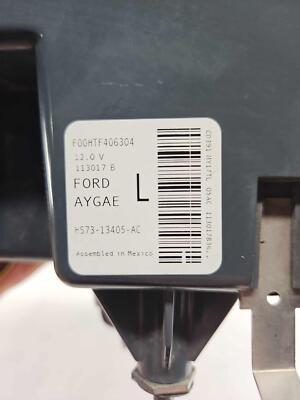 F00HTF406304
12.0 V
113017 B
FORD
AYGAE
L
HS73-13405-AC
Assembled in Mexico